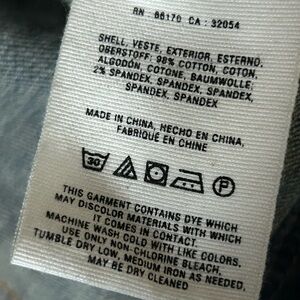 RN : 66170 CA : 32054
SHELL, VESTE, EXTERIOR, ESTERNO,
OBERSTOFF: 98% COTTON, COTON,
ALGODÓN, COTONE, BAUMWOLLE,
2% SPANDEX, SPANDEX, SPANDEX,
SPANDEX, SPANDEX
MADE IN CHINA, HECHO EN CHINA,
FABRIQUÉ EN CHINE
30 P
THIS GARMENT CONTAINS DYE WHICH
MAY DISCOLOR MATERIALS WITH WHICH
IT COMES IN CONTACT
MACHINE WASH COLD WITH LIKE COLORS.
USE ONLY NON-CHLORINE BLEACH,
TUMBLE DRY LOW, MEDIUM IRON AS NEEDED.
MAY BE DRY CLEANED